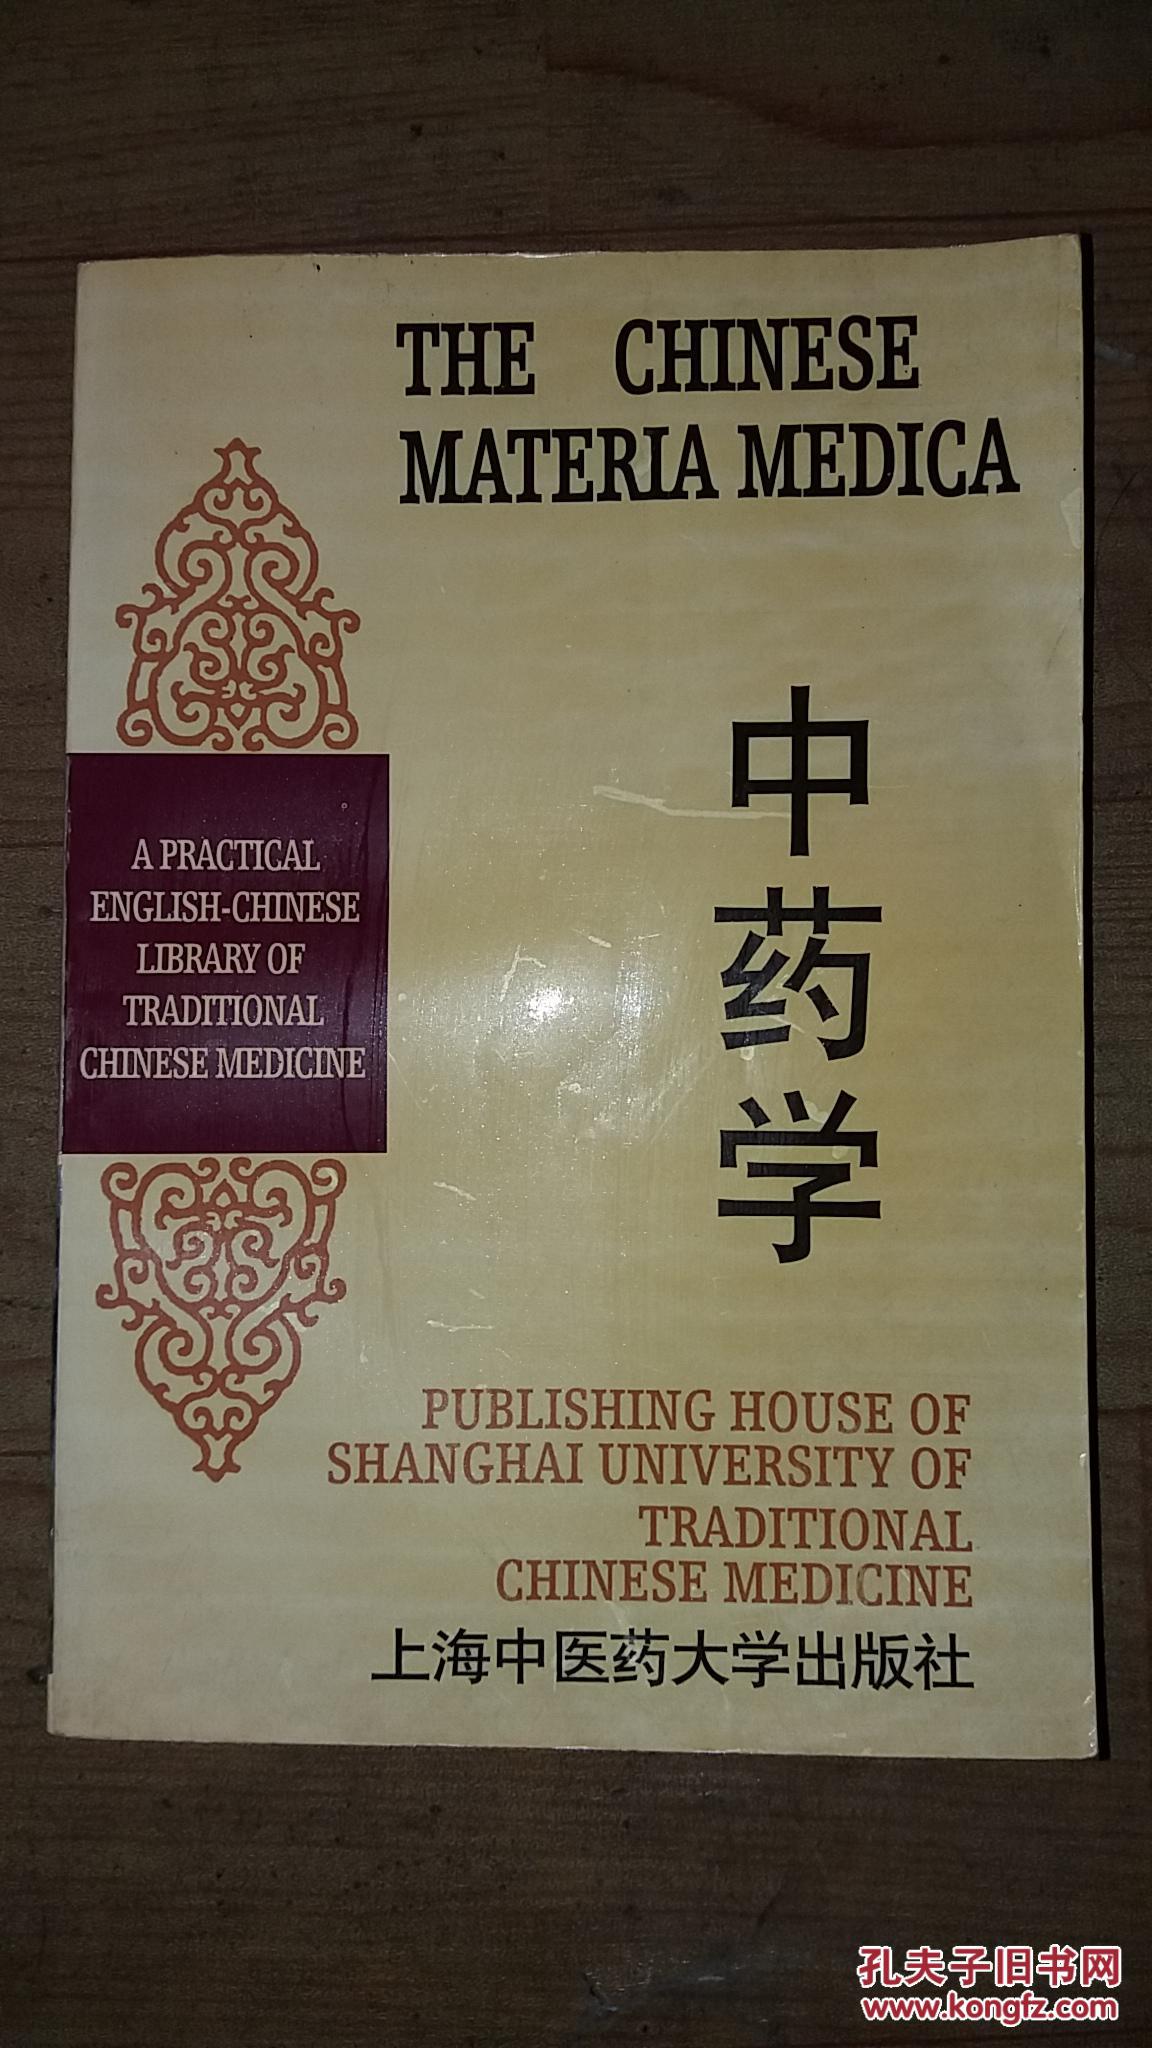 THE CHINESE
MATERIA MEDICA
中药学
A PRACTICAL
ENGLISH-CHINESE
LIBRARY OF
TRADITIONAL
CHINESE MEDICINE
PUBLISHING HOUSE OF
SHANGHAI UNIVERSITY OF
TRADITIONAL
CHINESE MEDICINE
上海中医药大学出版社
孔夫子旧书网
www.kongfz.com